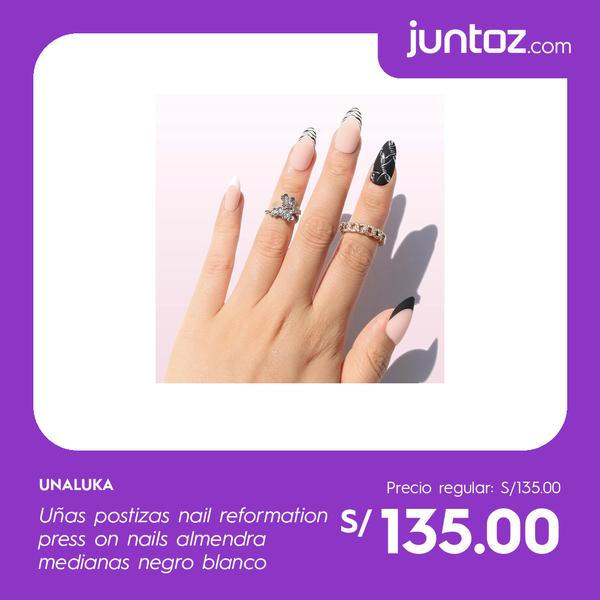 juntoz.com
UNALUKA
Precio regular: S/135.00
Uñas postizas nail reformation
press on nails almendra
medianas negro blanco
S/135.00